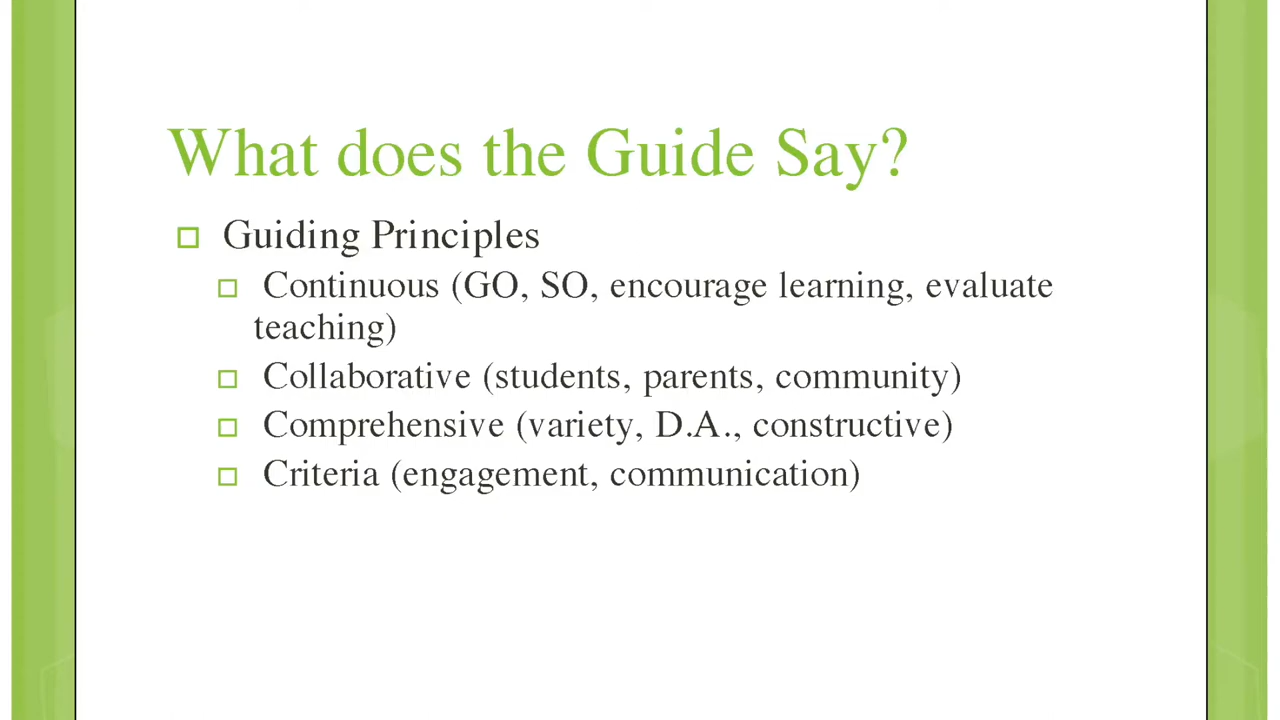 What does the Guide Say?
Guiding Principles
Continuous (GO, SO, encourage learning, evaluate
teaching)
Collaborative (students, parents, community)
Comprehensive (variety, D.A., constructive)
Criteria (engagement, communication)